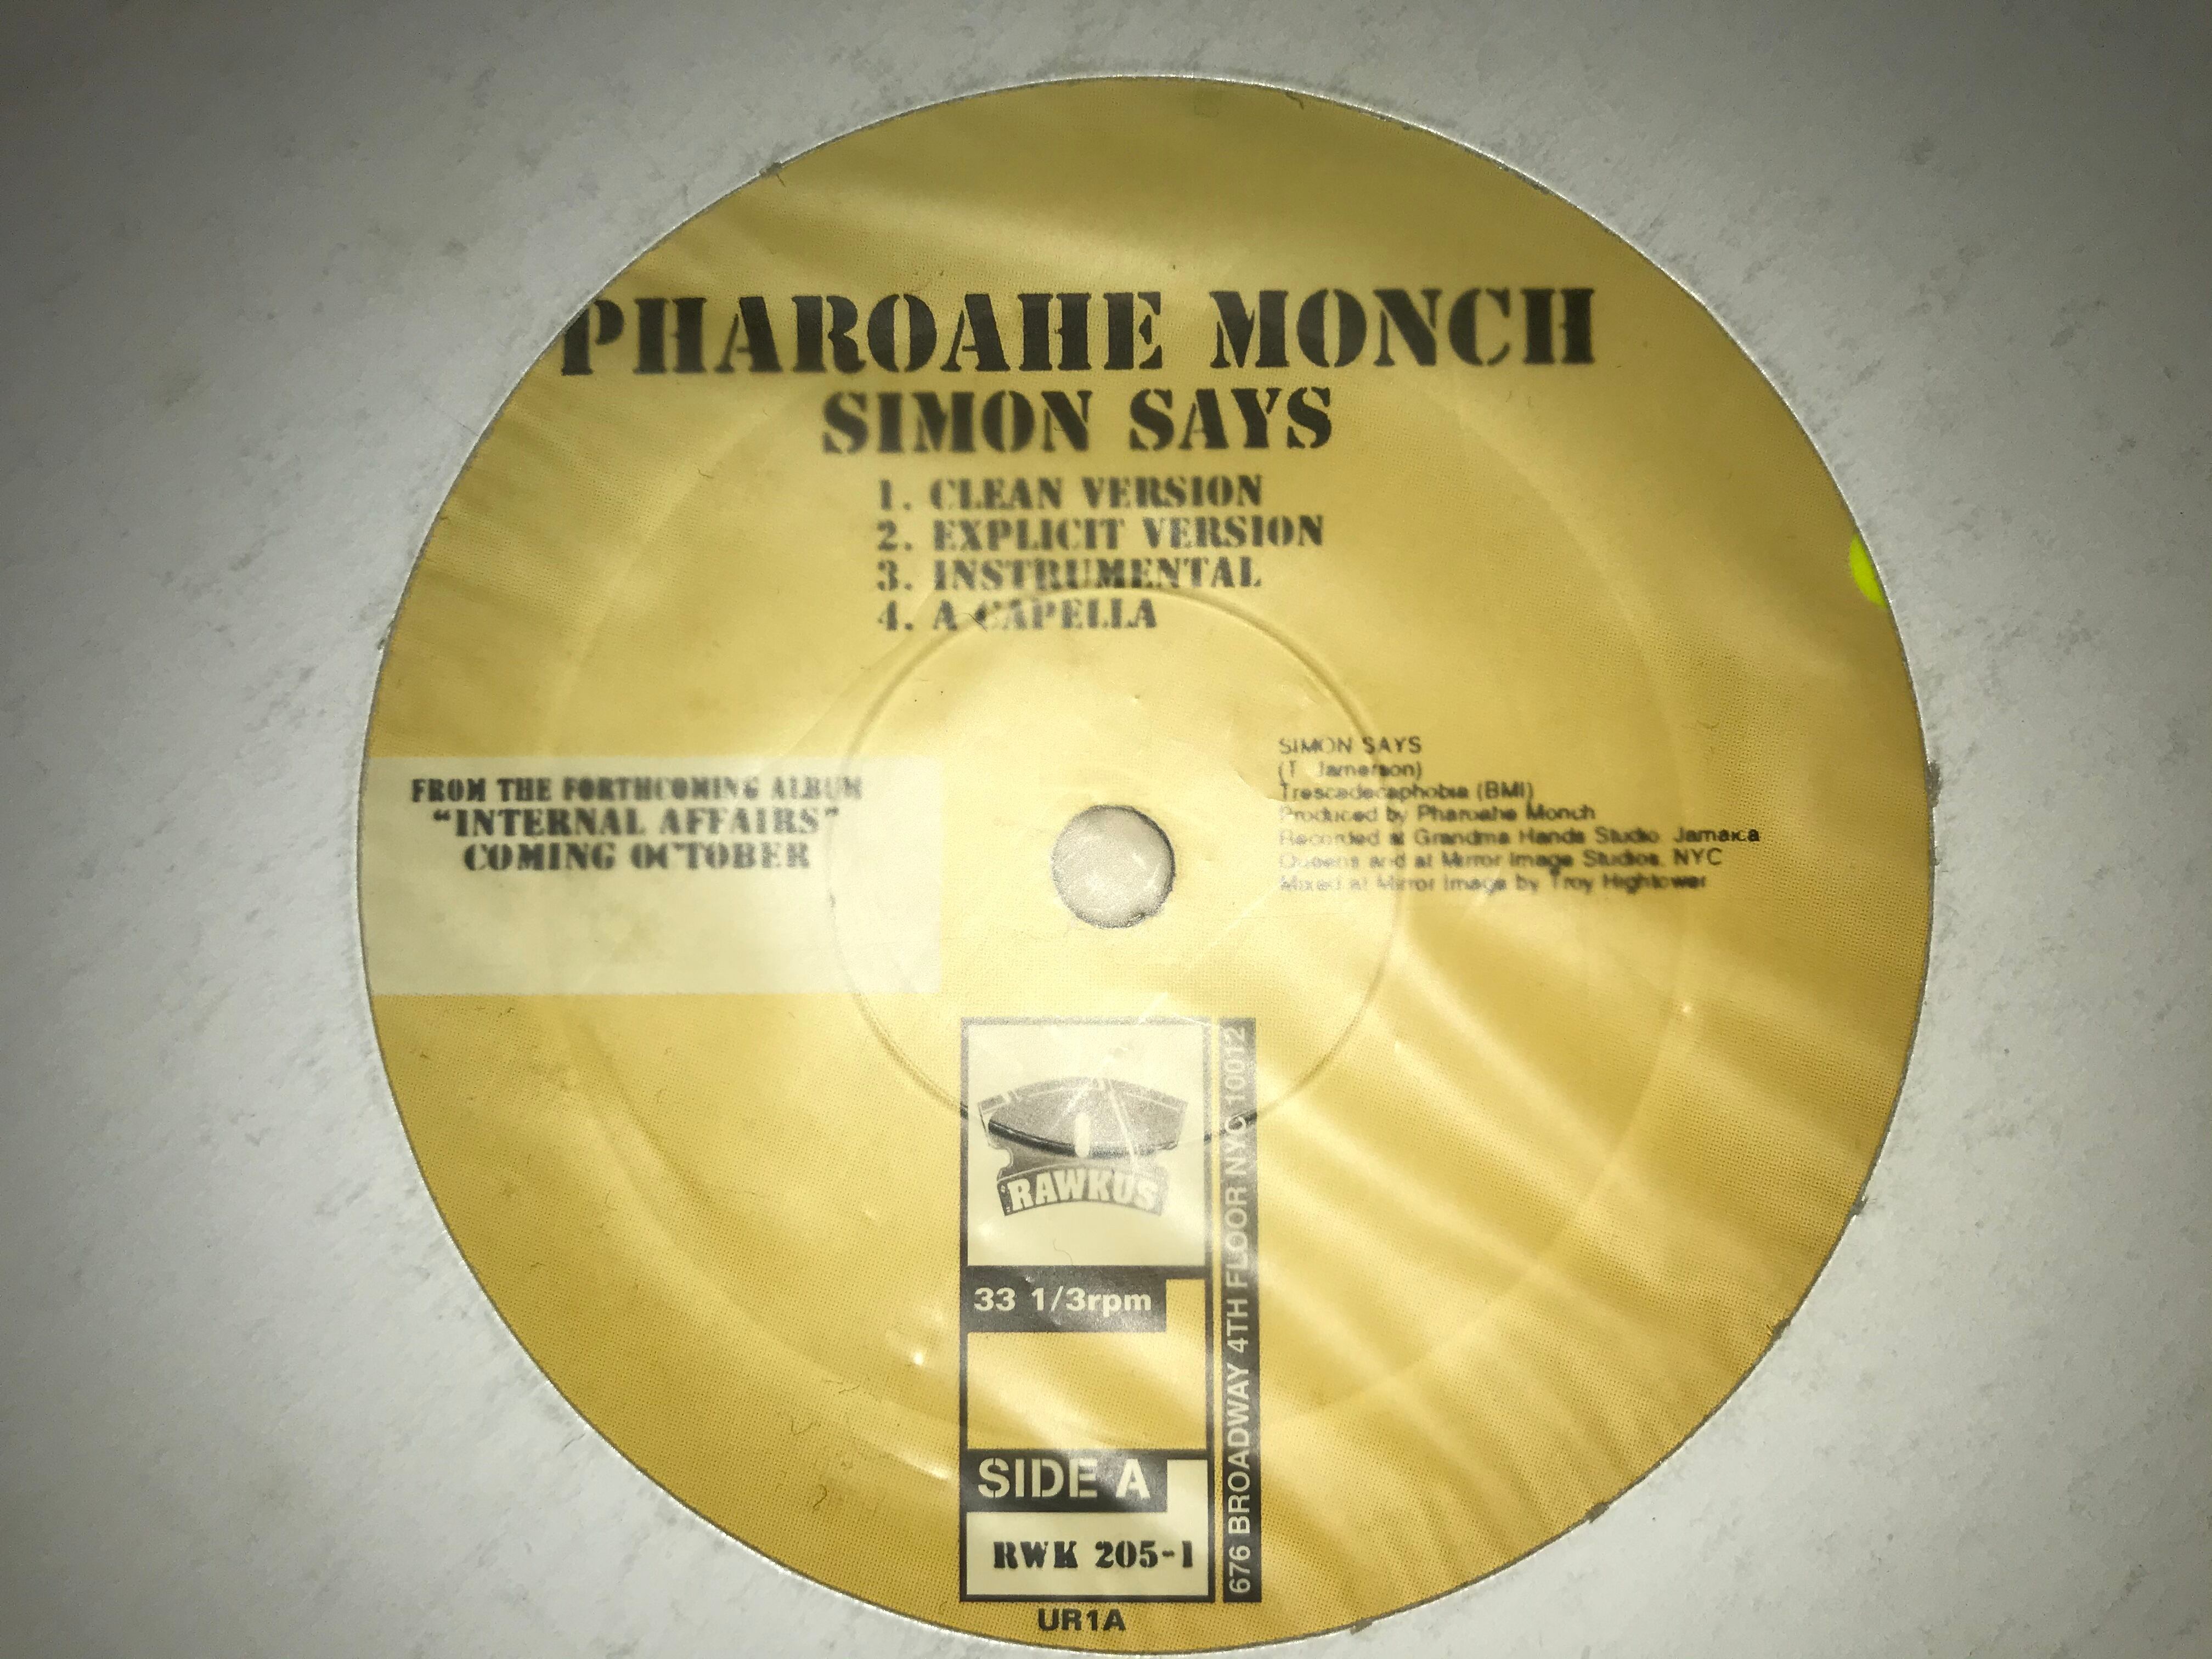 PHAROAHE MONCH
SIMON SAYS
1. CLEAN VERSION
2. EXPLICIT VERSION
3. INSTRUMENTAL
4. A CAPELLA
FROM THE FORTHCOMING ALBUM
"INTERNAL AFFAIRS"
COMING OCTOBER
SIMON SAYS
(T. Jamerson)
Trescadecaphobia (BMI)
Produced by Pharoahe Monch
Recorded at Grandma Hands Studio, Jamaica
Queens and at Mirror Image Studios, NYC
Mixed at Mirror Image by Troy Hightower
RAWKUS
33 1/3rpm
SIDE A
RWK 205-1
676 BROADWAY 4TH FLOOR NYC 10012
UR1A